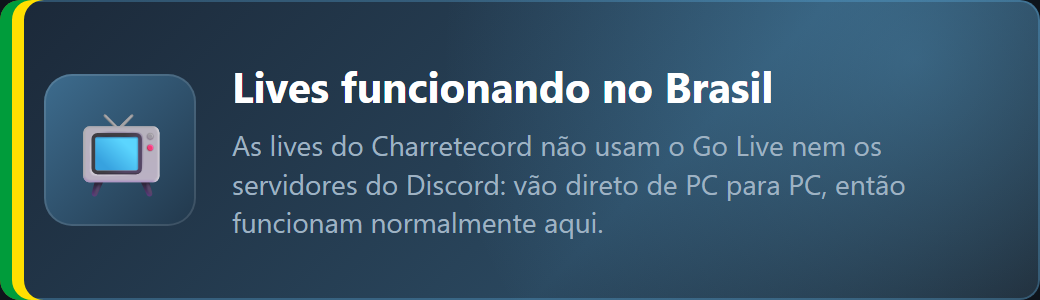 Lives funcionando no Brasil
As lives do Charretecord não usam o Go Live nem os
servidores do Discord: vão direto de PC para PC, então
funcionam normalmente aqui.